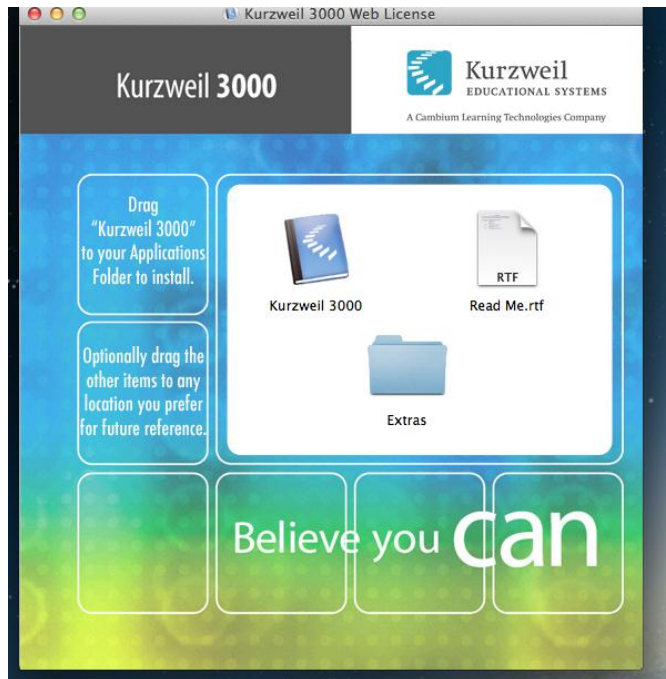 Kurzweil 3000 Web License
Kurzweil 3000
Kurzweil
EDUCATIONAL SYSTEMS
A Cambium Learning Technologies Company
Drag
"Kurzweil 3000"
to your Applications
Folder to install.
Kurzweil 3000
RTF
Read Me.rtf
Optionally drag the
other items to any
location you prefer
for future reference.
Extras
Believe you can